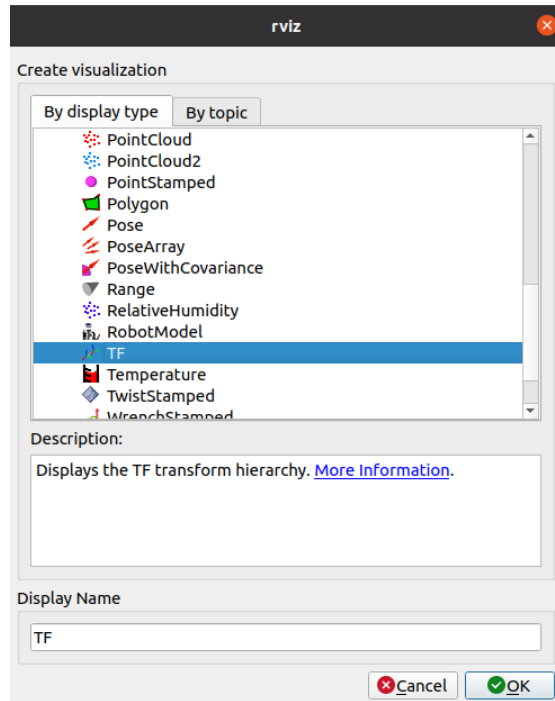 rviz
Create visualization
By display type By topic
PointCloud
PointCloud2
PointStamped
Polygon
Pose
PoseArray
PoseWithCovariance
Range
RelativeHumidity
RobotModel
TF
Temperature
TwistStamped
WrenchStamped
Description:
Displays the TF transform hierarchy. More Information.
Display Name
TF
Cancel OK